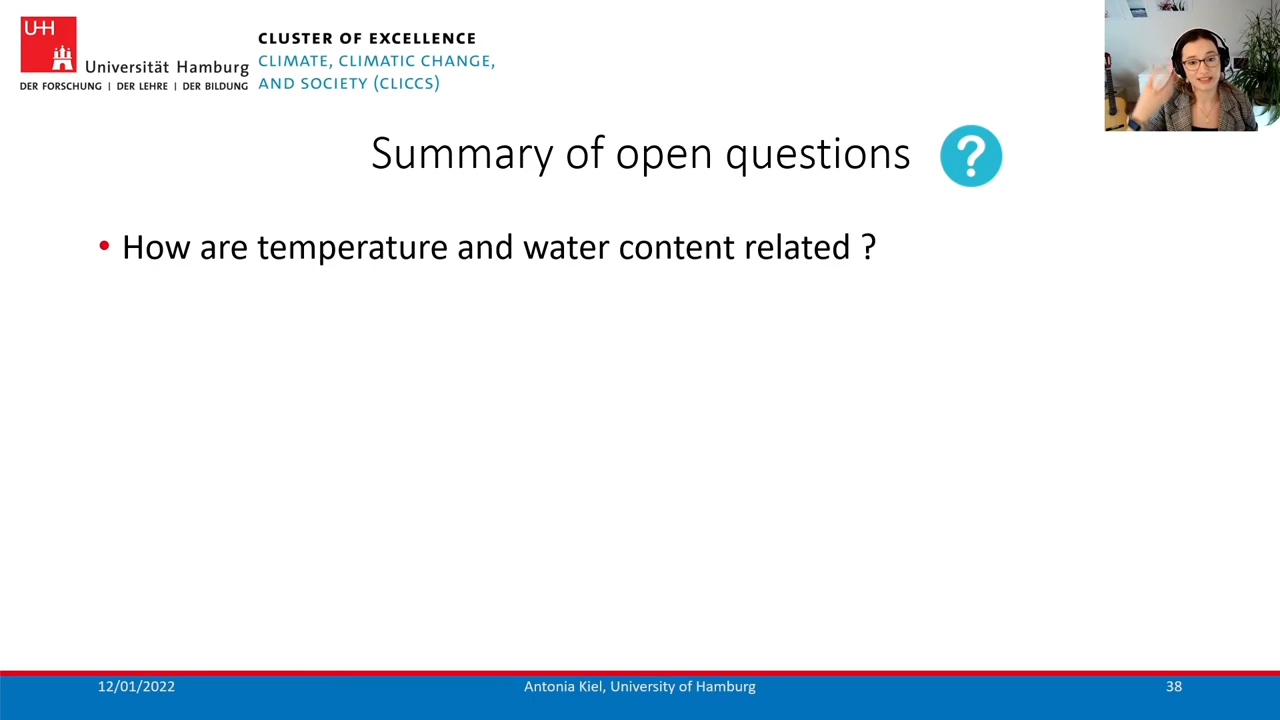 UH
Universität Hamburg
DER FORSCHUNG | DER LEHRE | DER BILDUNG
CLUSTER OF EXCELLENCE
CLIMATE, CLIMATIC CHANGE,
AND SOCIETY (CLICCS)
Summary of open questions ?
• How are temperature and water content related ?
12/01/2022 Antonia Kiel, University of Hamburg 38